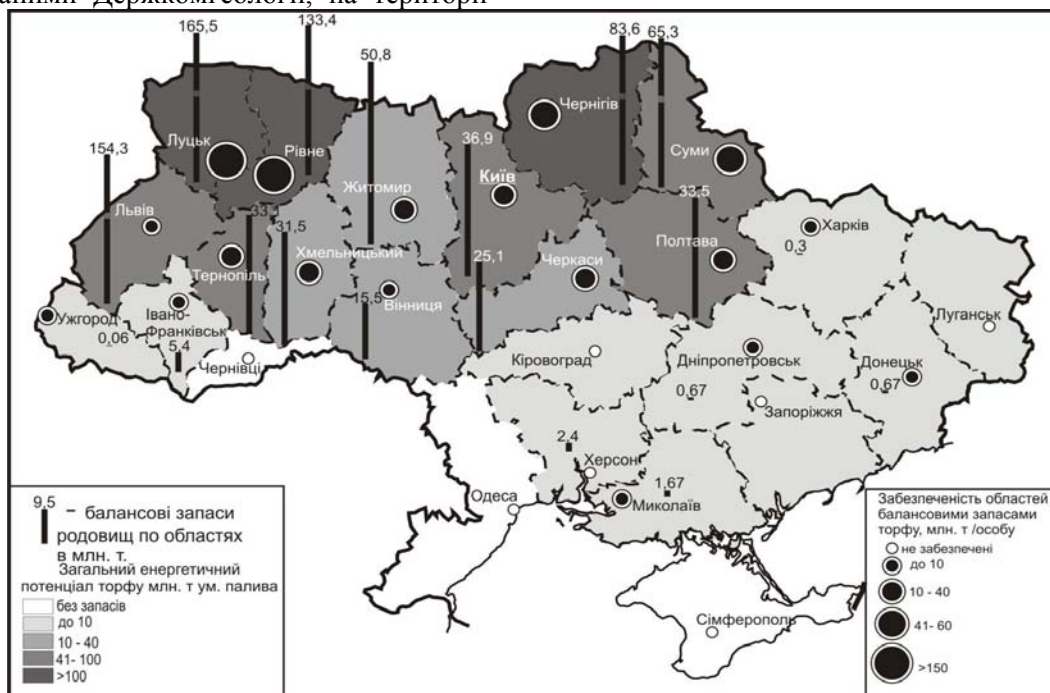 аними Держкомгеології, на території
165,5
133,4
50,8
83,6
65,3
154,3
Луцьк
Рівне
Житомир
36,9
Київ
Чернігів
Суми
33,5
Львів
Тернопіль
31,5
Хмельницький
25,1
Черкаси
Полтава
Харків
0,3
Ужгород
0,06
Івано-
Франківськ
5,4
Чернівці
15,5
Вінниця
Кіровоград
Дніпропетровськ
0,67
Луганськ
Донецьк
0,67
Запоріжжя
2,4
Херсон
1,67
Миколаїв
Одеса
Сімферополь
9,5
– балансові запаси
родовищ по областях
в млн. т.
Загальний енергетичний
потенціал торфу млн. т ум. палива
без запасів
до 10
10 - 40
41- 100
>100
Забезпеченість областей
балансовими запасами
торфу, млн. т /особу
не забезпечені
до 10
10 - 40
41- 60
>150